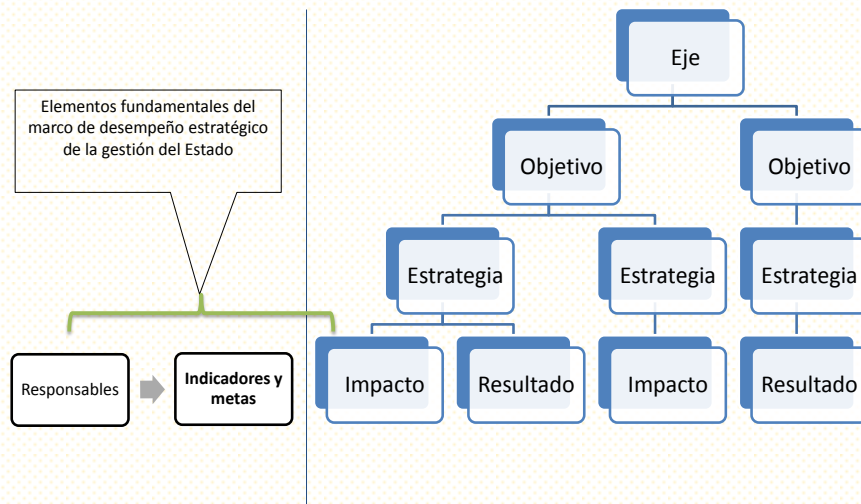 Elementos fundamentales del
marco de desempeño estratégico
de la gestión del Estado
Responsables
Indicadores y
metas
Eje
Objetivo
Objetivo
Estrategia
Estrategia
Estrategia
Impacto
Resultado
Impacto
Resultado